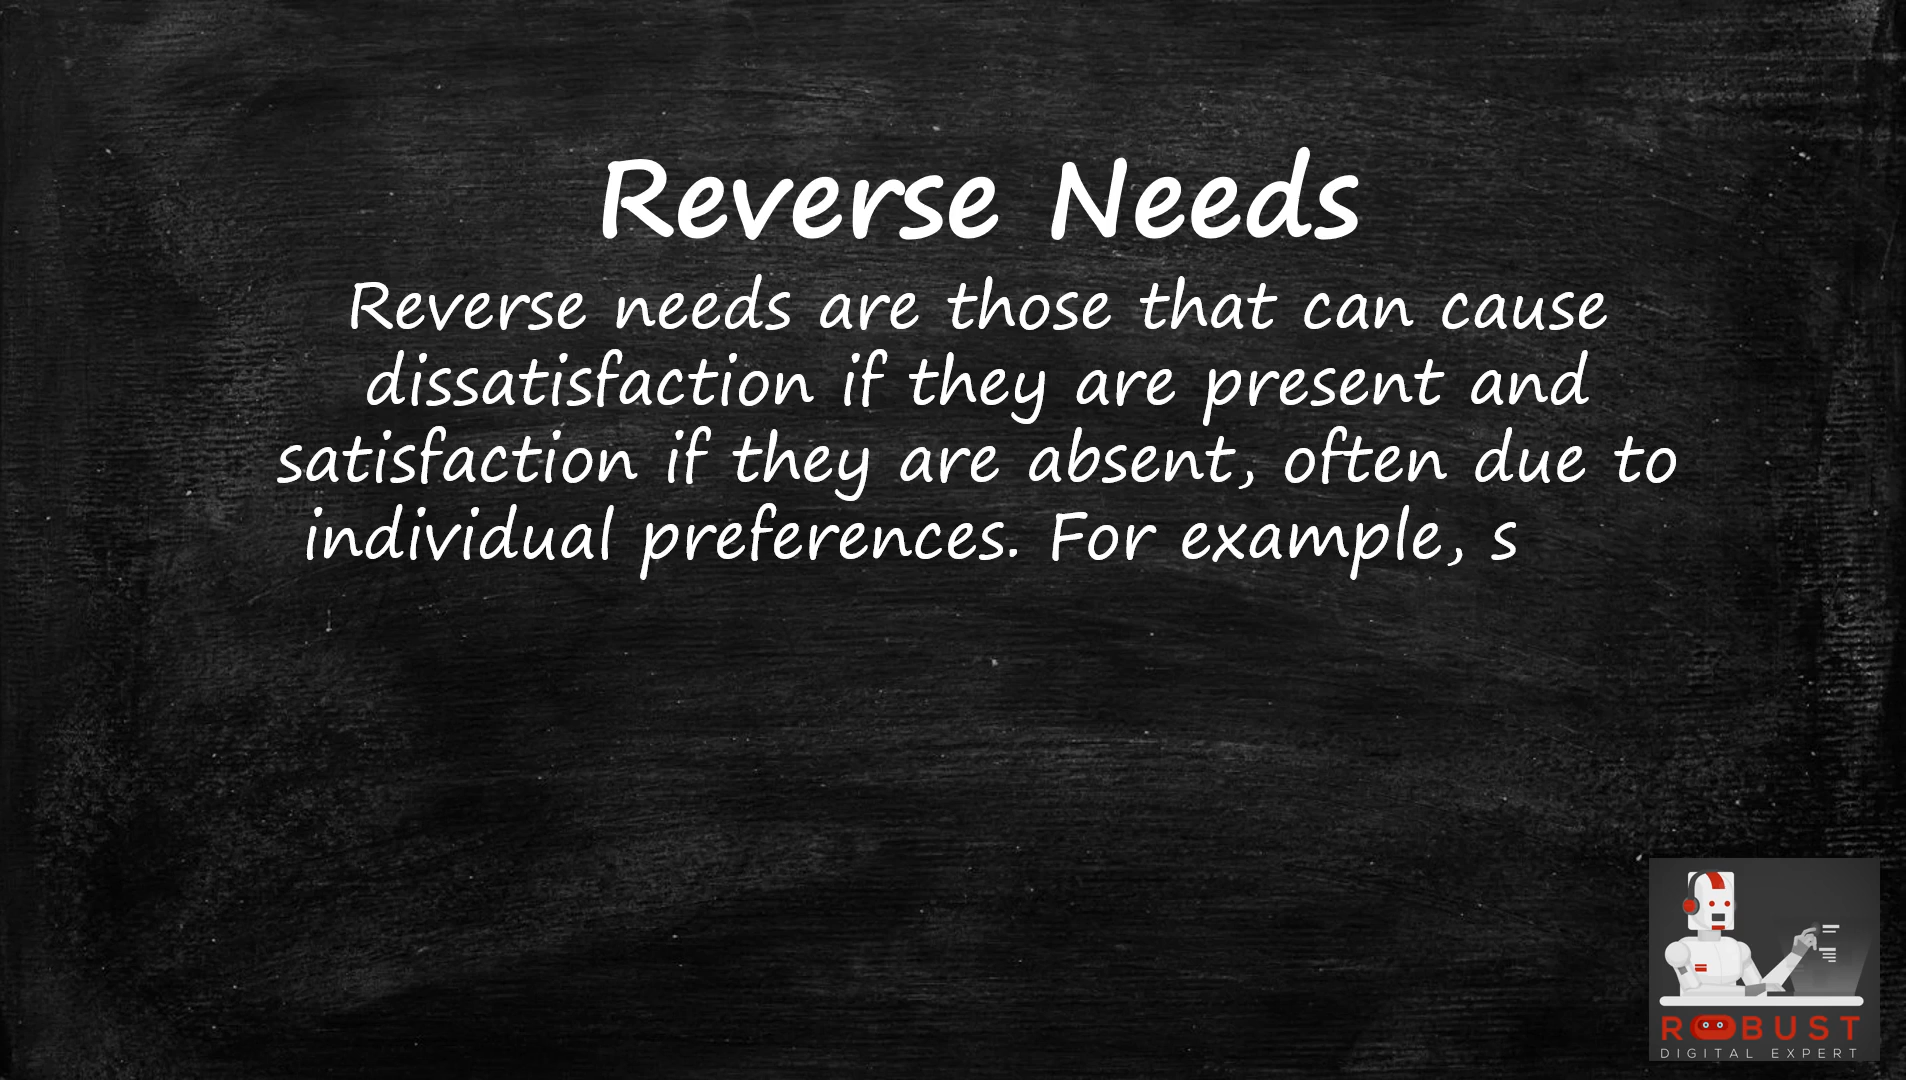 Reverse Needs
Reverse needs are those that can cause
dissatisfaction if they are present and
satisfaction if they are absent, often due to
individual preferences. For example, s
ROBUST
DIGITAL EXPERT